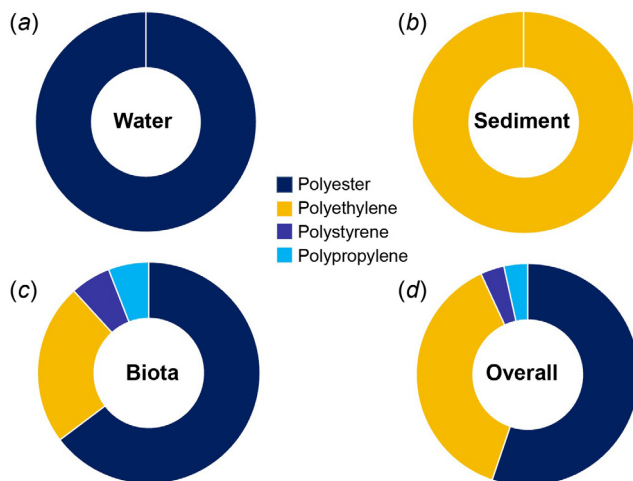 (a)
Water
(b)
Sediment
Polyester
Polyethylene
Polystyrene
Polypropylene
(c)
Biota
(d)
Overall